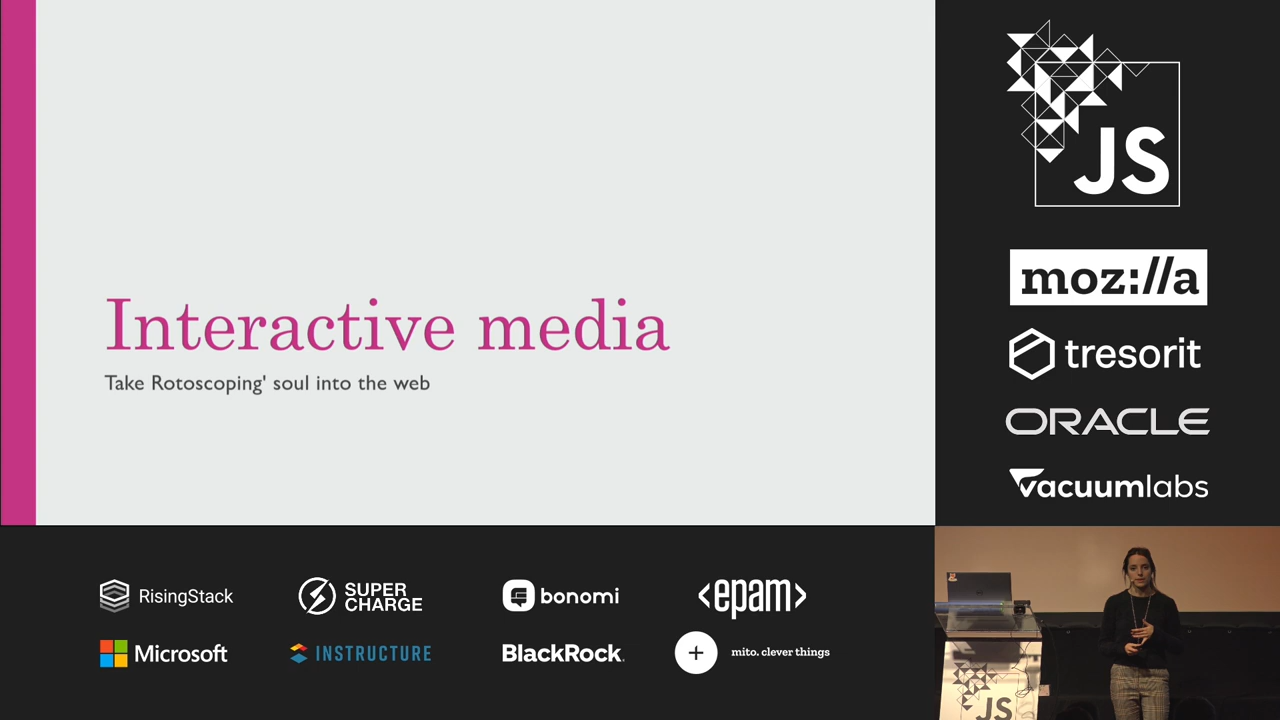 Interactive media
Take Rotoscoping' soul into the web
JS
moz://a
tresorit
ORACLE
vacuumlabs
RisingStack
SUPER
CHARGE
bonomi
<epam>
Microsoft
INSTRUCTURE
BlackRock.
+ mito. clever things
JS